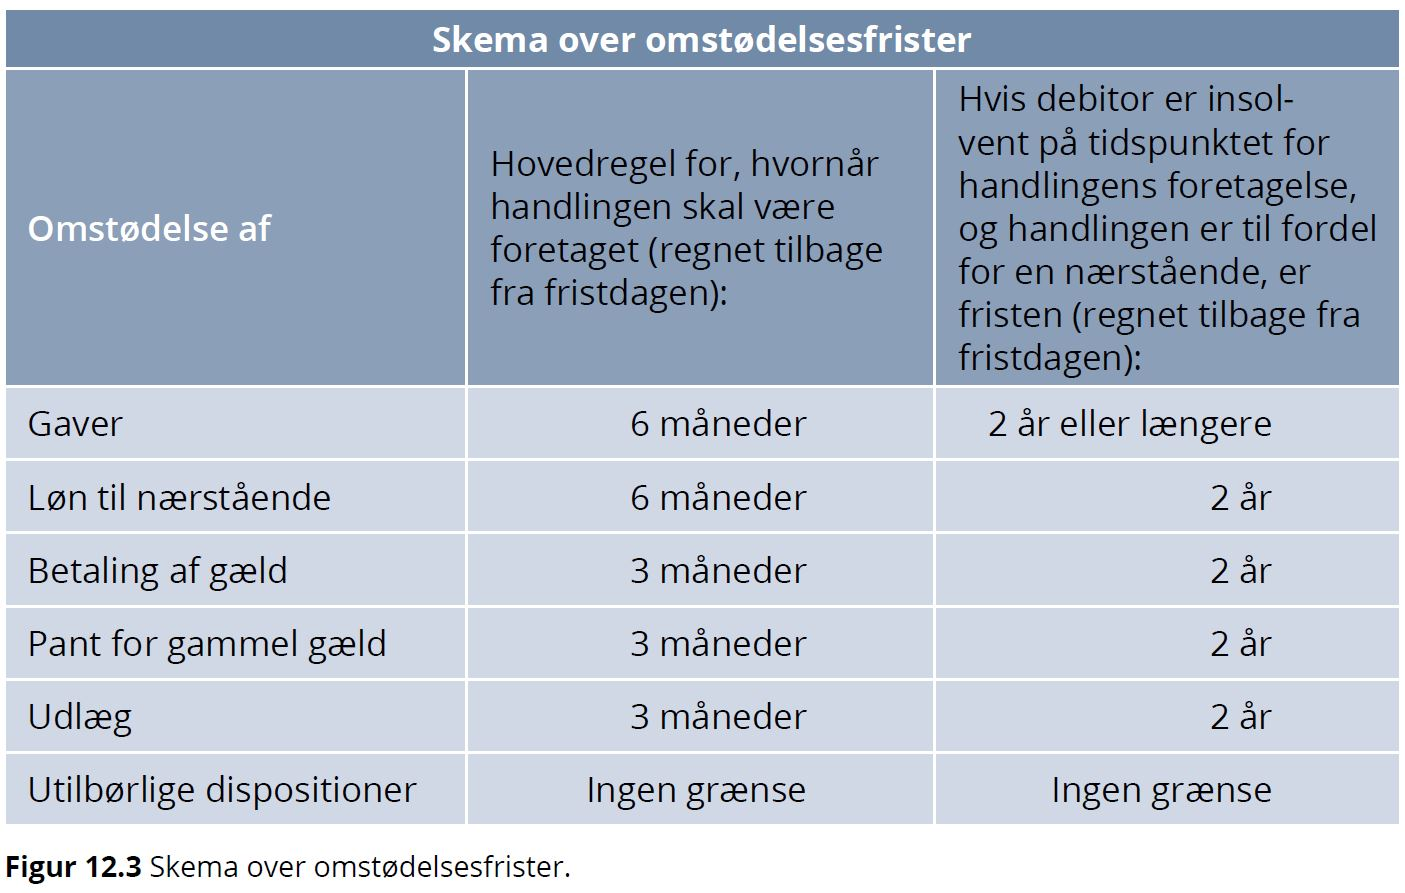 Skema over omstødelsesfrister
Omstødelse af
Hovedregel for, hvornår
handlingen skal være
foretaget (regnet tilbage
fra fristdagen):
Hvis debitor er insol-
vent på tidspunktet for
handlingens foretagelse,
og handlingen er til fordel
for en nærstående, er
fristen (regnet tilbage fra
fristdagen):
Gaver 6 måneder 2 år eller længere
Løn til nærstående 6 måneder 2 år
Betaling af gæld 3 måneder 2 år
Pant for gammel gæld 3 måneder 2 år
Udlæg 3 måneder 2 år
Utilbørlige dispositioner Ingen grænse Ingen grænse
Figur 12.3 Skema over omstødelsesfrister.